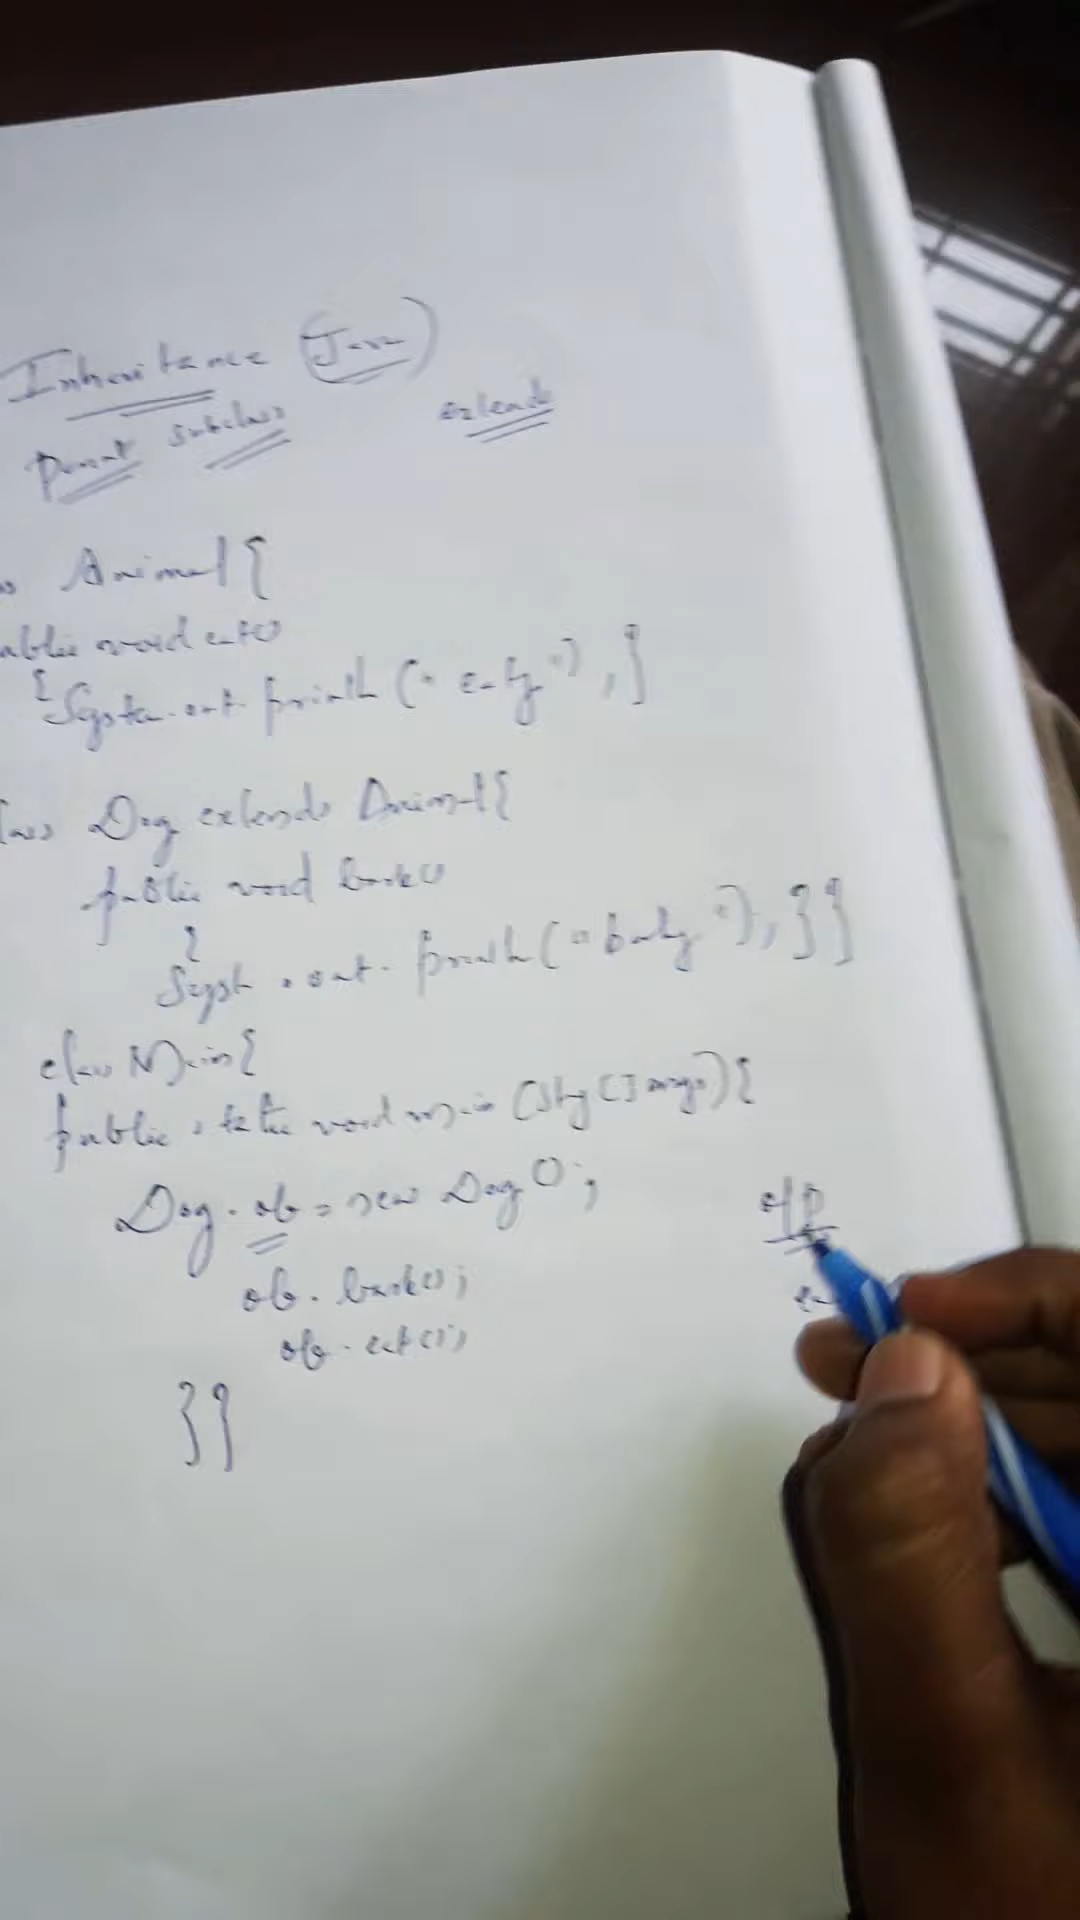 Inheritance (Java)
Parent subclass extends
Animal {
public void eat()
{ System.out.println("eating"); }
class Dog extends Animal {
public void bark()
{
System.out.println("barking"); } }
class Main {
public static void main (String [] args) {
Dog ob = new Dog();
ob. bark();
ob. eat();
} }
o/p